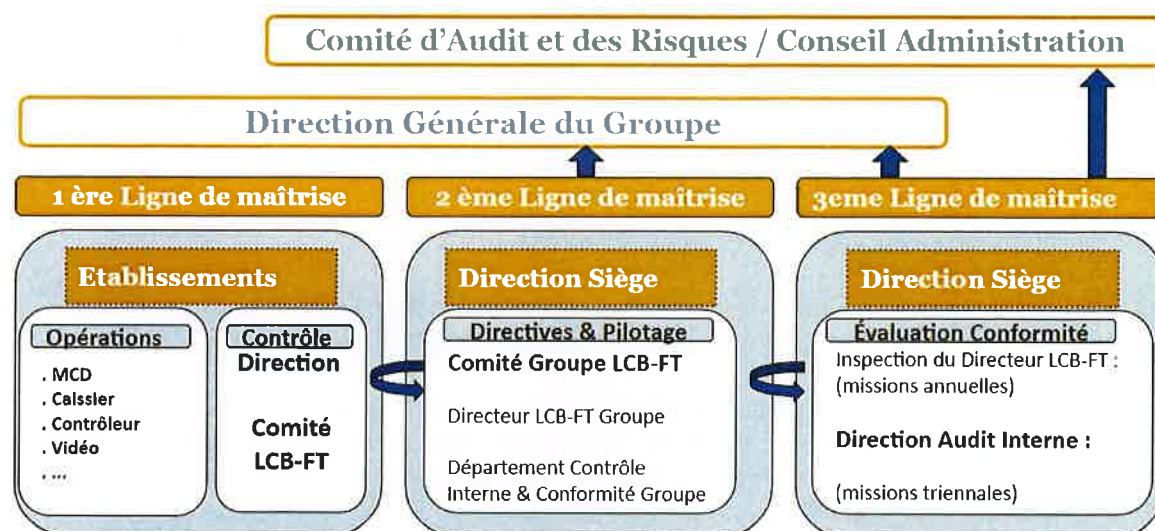 Comité d'Audit et des Risques / Conseil Administration
Direction Générale du Groupe
1 ère Ligne de maîtrise
2 ème Ligne de maîtrise
3eme Ligne de maîtrise
Etablissements
Direction Siège
Direction Siège
Opérations
. MCD
. Caissier
. Contrôleur
. Vidéo
. ...
Contrôle
Direction
Comité
LCB-FT
Directives & Pilotage
Comité Groupe LCB-FT
Directeur LCB-FT Groupe
Département Contrôle
Interne & Conformité Groupe
Évaluation Conformité
Inspection du Directeur LCB-FT :
(missions annuelles)
Direction Audit Interne :
(missions triennales)